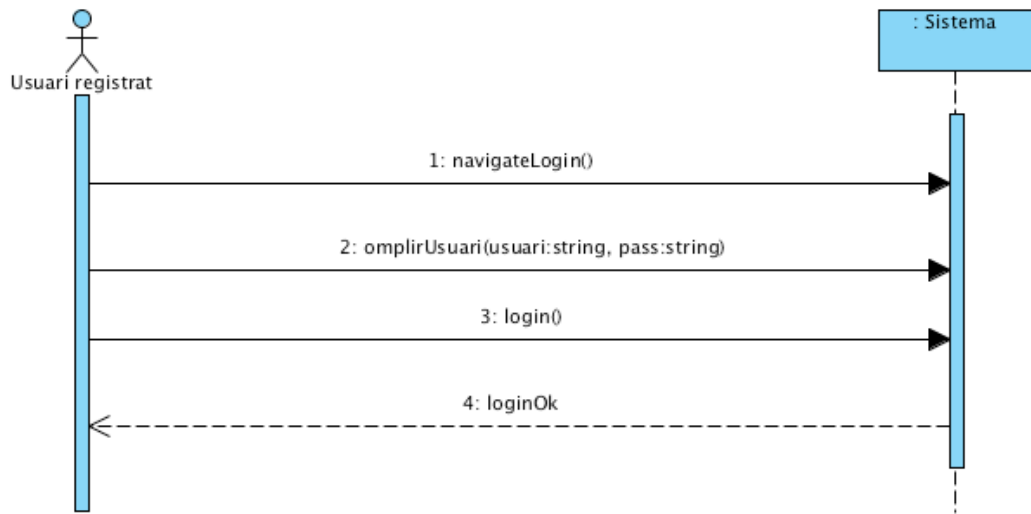 : Sistema
Usuari registrat
1: navigateLogin()
2: omplirUsuari(usuari:string, pass:string)
3: login()
4: loginOk